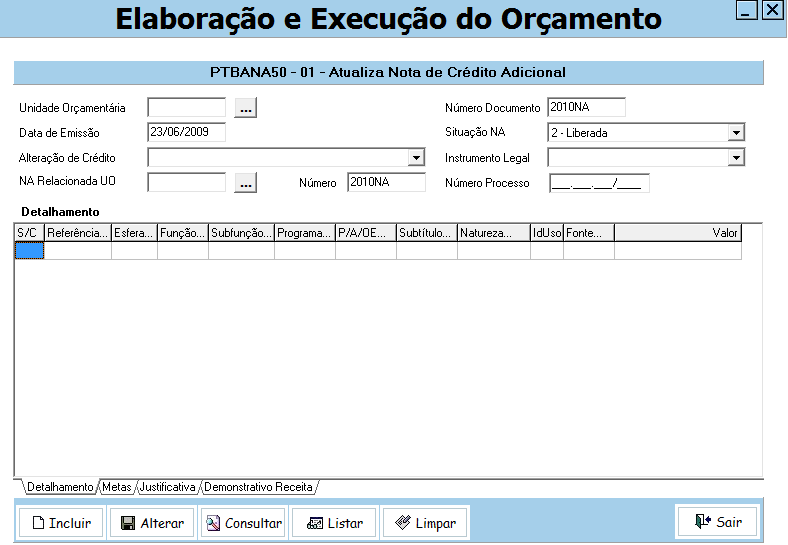 Elaboração e Execução do Orçamento
PTBANA50 - 01 - Atualiza Nota de Crédito Adicional
Unidade Orçamentária ... Número Documento 2010NA
Data de Emissão 23/06/2009 Situação NA 2 - Liberada
Alteração de Crédito Instrumento Legal
NA Relacionada UO ... Número 2010NA Número Processo ___.___.___/____
Detalhamento
S/C Referência... Esfera... Função... Subfunção... Programa... P/A/OE... Subtítulo... Natureza... IdUso Fonte... Valor
Detalhamento Metas Justificativa Demonstrativo Receita
Incluir Alterar Consultar Listar Limpar Sair